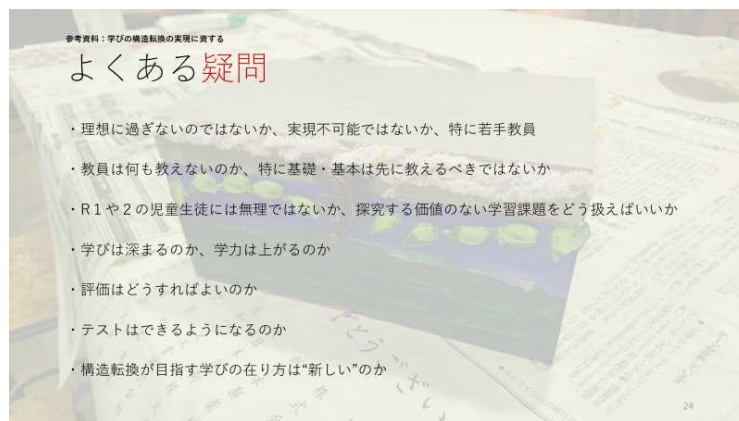 参考資料:学びの構造転換の実現に資する
よくある疑問
・理想に過ぎないのではないか、実現不可能ではないか、特に若手教員
・教員は何も教えないのか、特に基礎・基本は先に教えるべきではないか
・R1や2の児童生徒には無理ではないか、探究する価値のない学習課題をどう扱えばいいか
・学びは深まるのか、学力は上がるのか
・評価はどうすればよいのか
・テストはできるようになるのか
・構造転換が目指す学びの在り方は“新しい”のか
24